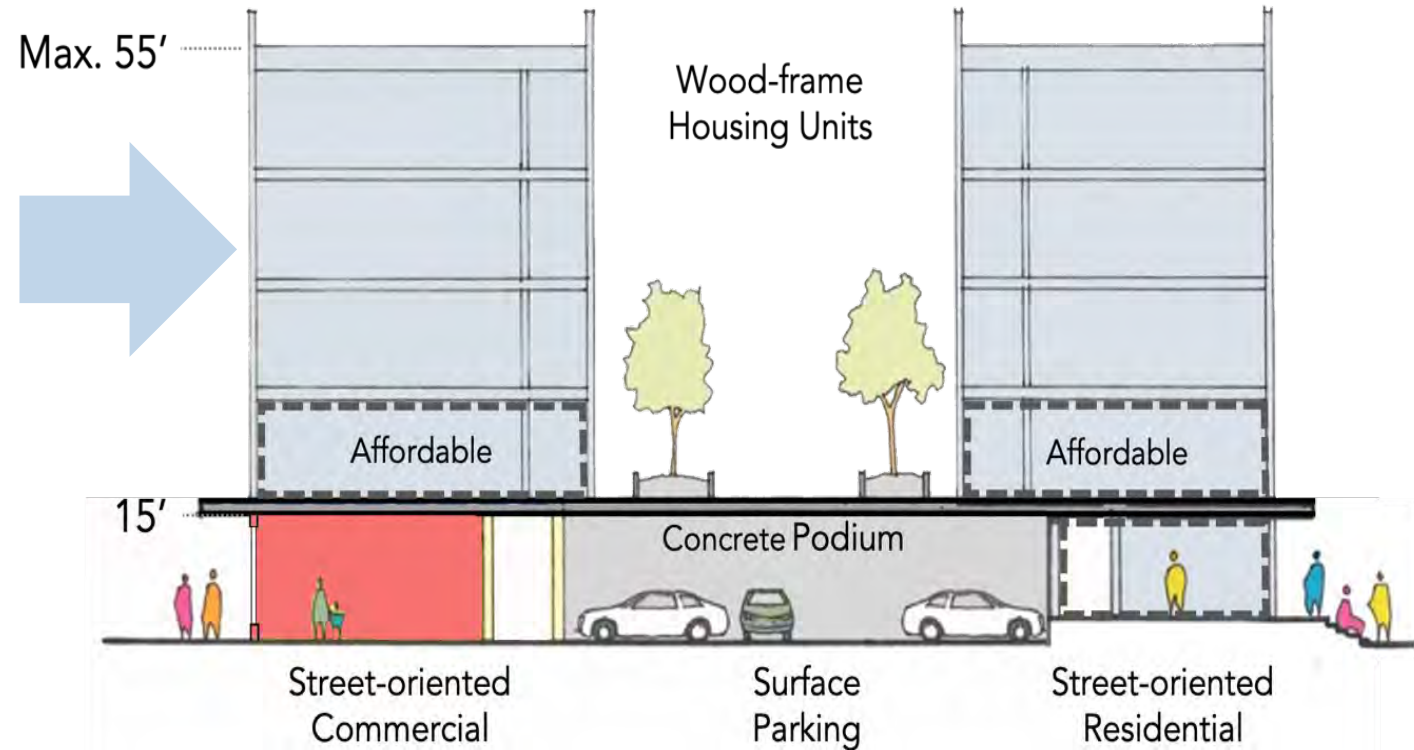 Max. 55′
Wood-frame
Housing Units
Affordable
Affordable
15′
Concrete Podium
Street-oriented
Commercial
Surface
Parking
Street-oriented
Residential